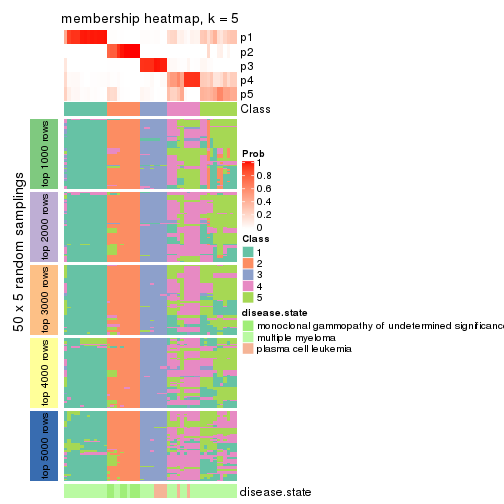 membership heatmap, k = 5
p1
p2
p3
p4
p5
Class
50 x 5 random samplings
top 1000 rows
top 2000 rows
top 3000 rows
top 4000 rows
top 5000 rows
Prob
1
0.8
0.6
0.4
0.2
0
Class
1
2
3
4
5
disease.state
monoclonal gammopathy of undetermined significance
multiple myeloma
plasma cell leukemia
disease.state